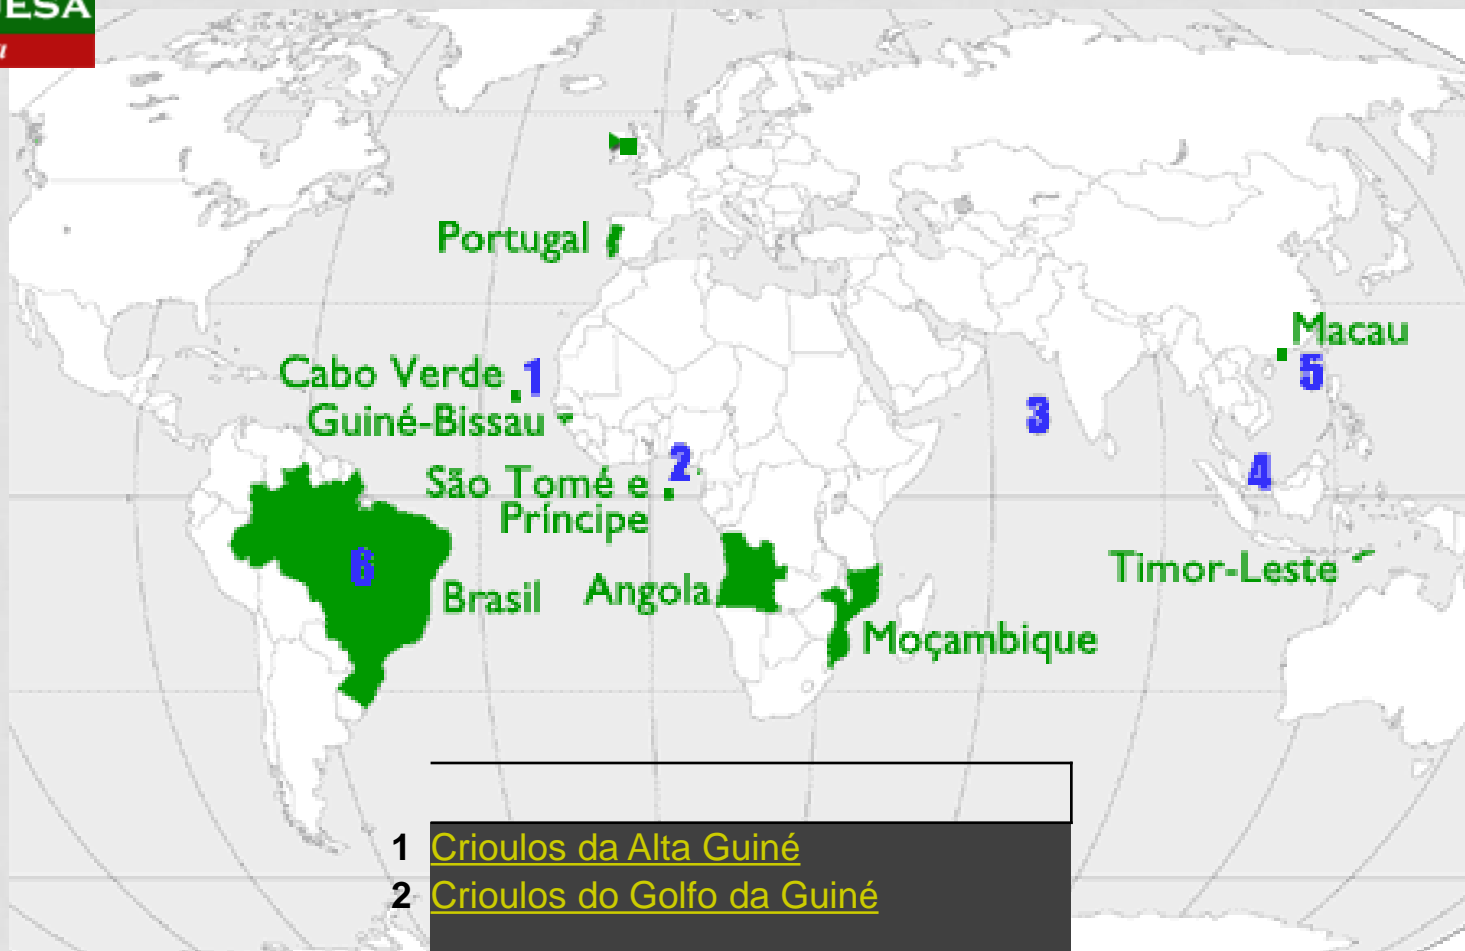 Portugal
Macau
5
Cabo Verde
1
Guiné-Bissau
3
2
4
São Tomé e
Príncipe
6
Brasil
Angola
Timor-Leste
Moçambique
1 Crioulos da Alta Guiné
2 Crioulos do Golfo da Guiné